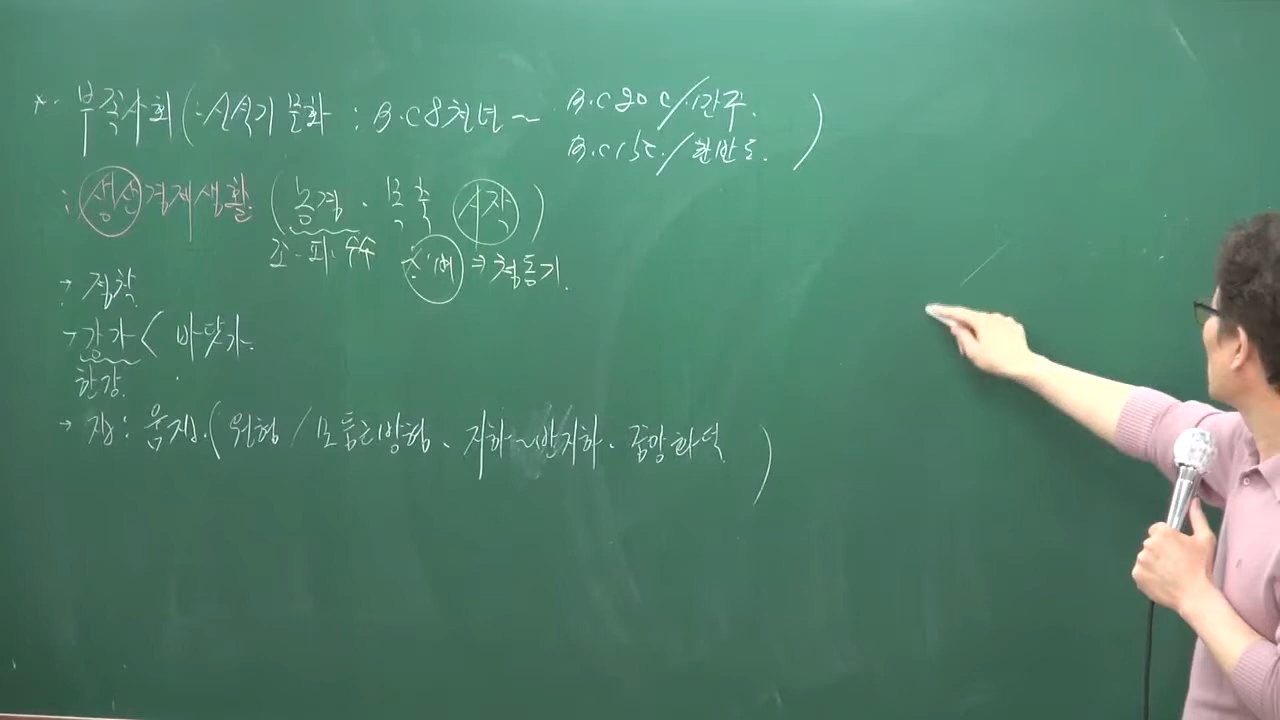 * 부족사회 (:신석기 문화 : B.C 8천년 ~ B.C 20C / 만주.
B.C 15C. / 한반도. )
: 생산경제생활 ( 농경 · 목축 시작 )
조·피·수수 ⇒ 청동기.
→ 정착
→ 강가 < 바닷가.
한강.
→ 집 : 움집. ( 원형 / 모둥근방형 、 지하~반지하 、 중앙화덕 )